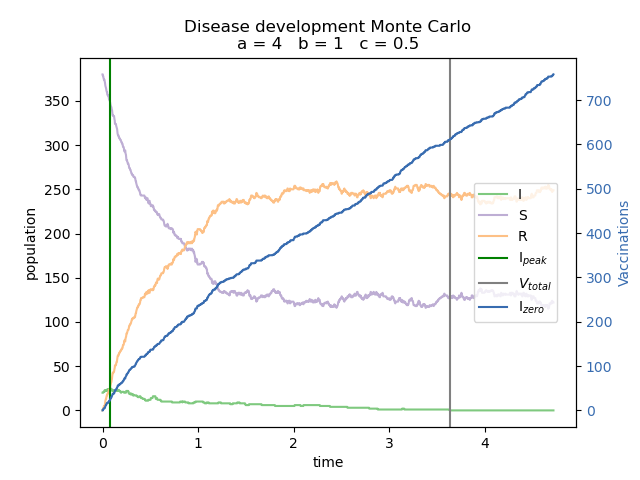 Disease development Monte Carlo
a = 4   b = 1   c = 0.5
population
350
300
250
200
150
100
50
0
0
1
2
3
4
time
700
600
500
400
300
200
100
0
Vaccinations
I
S
R
I_peak
V_total
I_zero